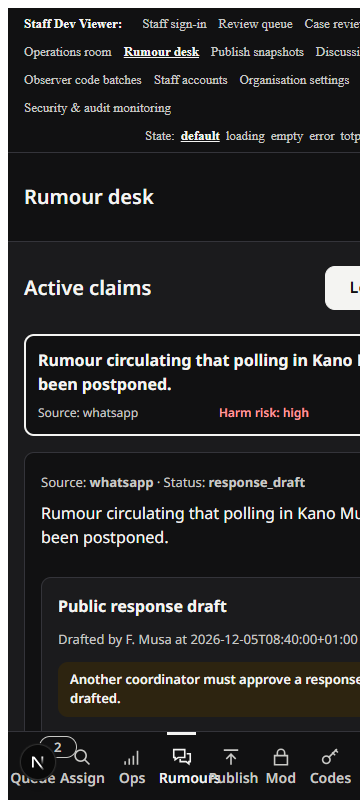 Staff Dev Viewer: Staff sign-in Review queue Case revie
Operations room Rumour desk Publish snapshots Discussi
Observer code batches Staff accounts Organisation settings
Security & audit monitoring
State: default loading empty error totp
Rumour desk
Active claims
Rumour circulating that polling in Kano
been postponed.
Source: whatsapp Harm risk: high
Source: whatsapp · Status: response_draft
Rumour circulating that polling in Kano Mu
been postponed.
Public response draft
Drafted by F. Musa at 2026-12-05T08:40:00+01:00
Another coordinator must approve a response
drafted.
N 2
Queue Assign Ops Rumours Publish Mod Codes